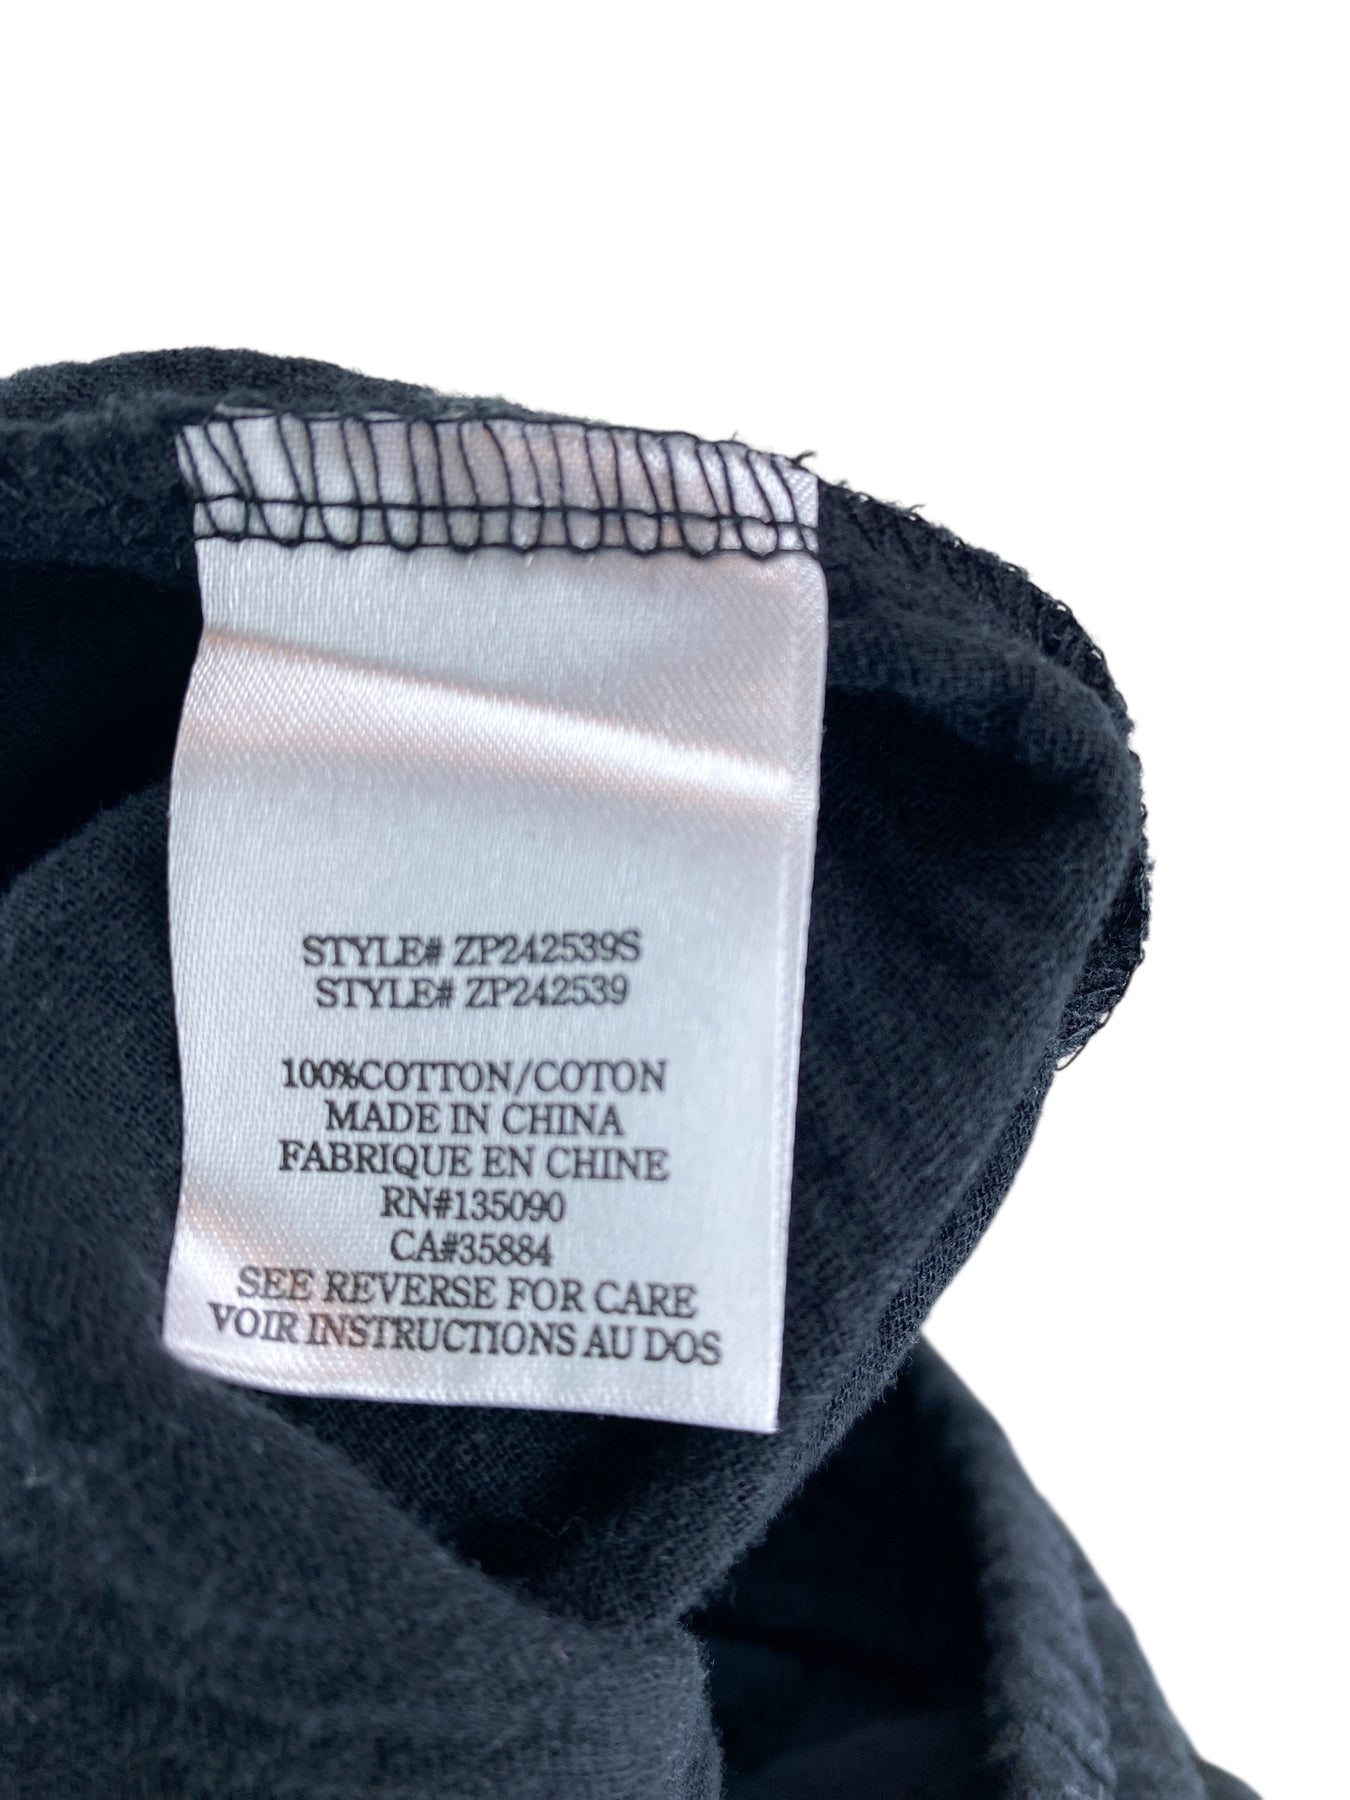 STYLE# ZP242539S
STYLE# ZP242539
100%COTTON/COTON
MADE IN CHINA
FABRIQUE EN CHINE
RN#135090
CA#35884
SEE REVERSE FOR CARE
VOIR INSTRUCTIONS AU DOS